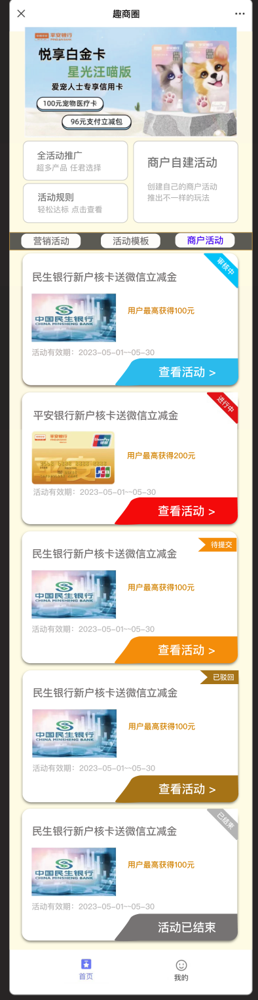 趣商圈
平安银行
PINGAN BANK
悦享白金卡
星光汪喵版
爱宠人士专享信用卡
100元宠物医疗卡
96元支付立减包
全活动推广
超多产品 任君选择
商户自建活动
创建自己的商户活动
推出不一样的玩法
活动规则
轻松达标 点击查看
营销活动
活动模板
商户活动
审核中
民生银行新户核卡送微信立减金
中国民生银行
CHINA MINSHENG BANK
用户最高获得100元
活动有效期：2023-05-01~~05-30
查看活动 >
进行中
平安银行新户核卡送微信立减金
平安银行
UnionPay
银联
平安
JCB
用户最高获得200元
活动有效期：2023-05-01~~05-30
查看活动 >
待提交
民生银行新户核卡送微信立减金
中国民生银行
CHINA MINSHENG BANK
用户最高获得100元
活动有效期：2023-05-01~~05-30
查看活动 >
已驳回
民生银行新户核卡送微信立减金
中国民生银行
CHINA MINSHENG BANK
用户最高获得100元
活动有效期：2023-05-01~~05-30
查看活动 >
已结束
民生银行新户核卡送微信立减金
中国民生银行
CHINA MINSHENG BANK
用户最高获得100元
活动有效期：2023-05-01~~05-30
活动已结束
首页
我的